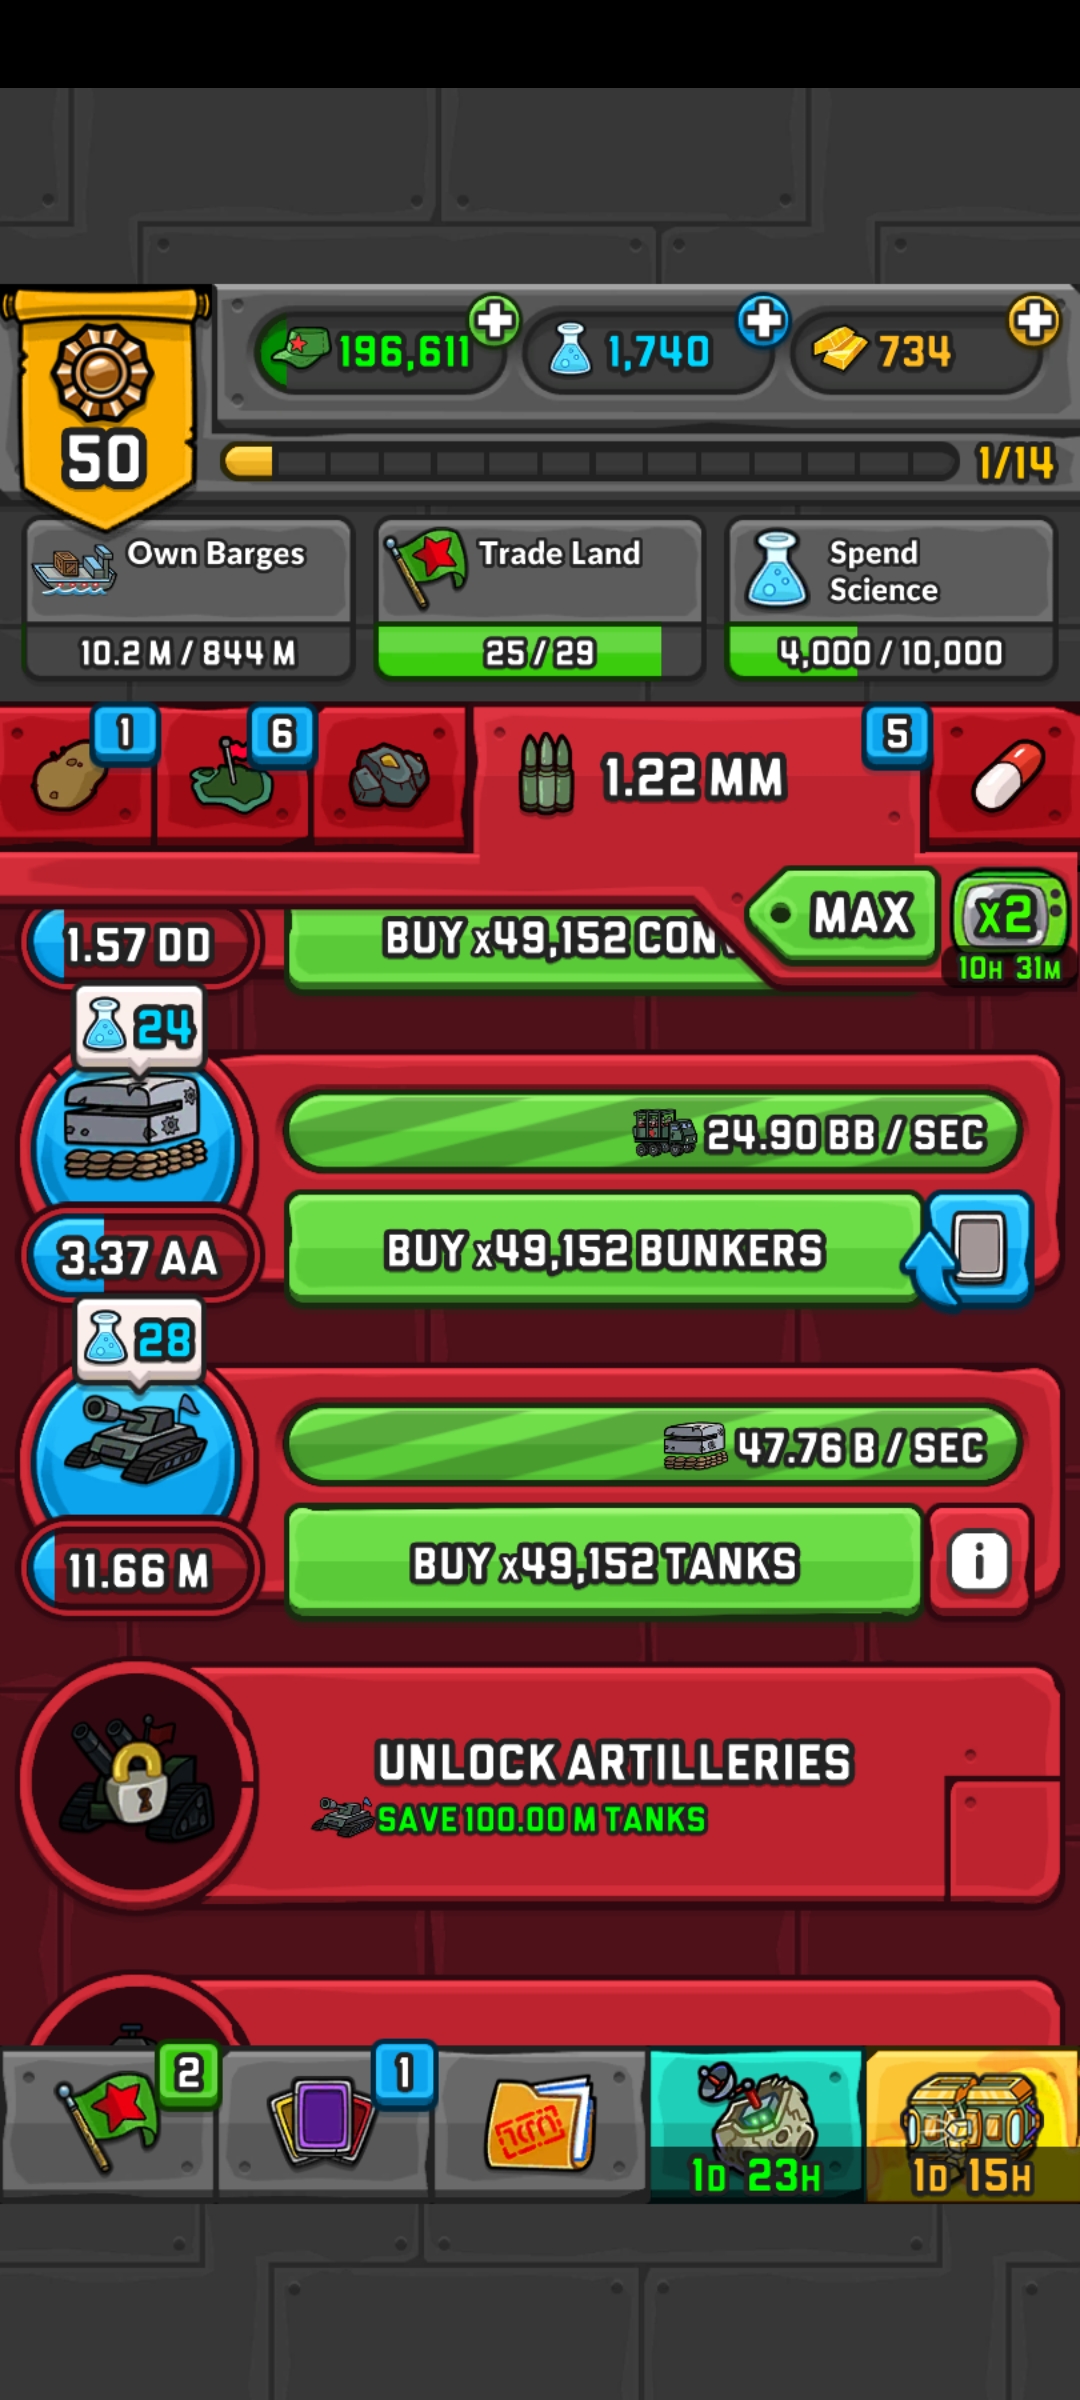 196,611
1,740
734
50
1/14
Own Barges
10.2 M / 844 M
Trade Land
25 / 29
Spend
Science
4,000 / 10,000
1
6
1.22 MM
5
MAX
x2
10H 31M
1.57 DD
BUY x49,152 CON
24
24.90 BB / SEC
3.37 AA
BUY x49,152 BUNKERS
28
47.76 B / SEC
11.66 M
BUY x49,152 TANKS
i
UNLOCK ARTILLERIES
SAVE 100.00 M TANKS
2
1
1D 23H
1D 15H